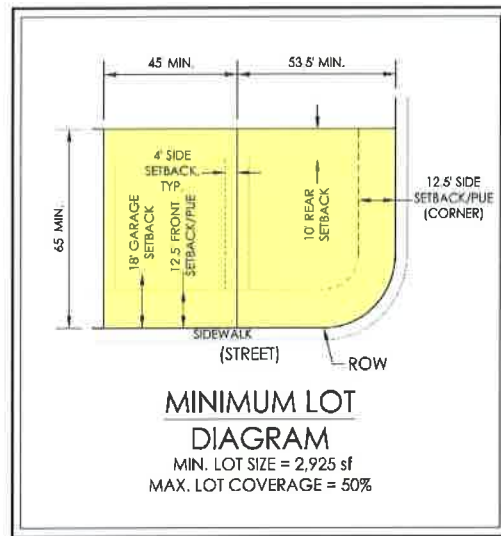 45 MIN.
53 5' MIN.
65 MIN.
4' SIDE
SETBACK,
TYP.
18' GARAGE
SETBACK
12.5' FRONT
SETBACK/PUE
10' REAR
SETBACK
12.5' SIDE
SETBACK/PUE
(CORNER)
SIDEWALK
(STREET)
ROW
MINIMUM LOT
DIAGRAM
MIN. LOT SIZE = 2,925 sf
MAX. LOT COVERAGE = 50%